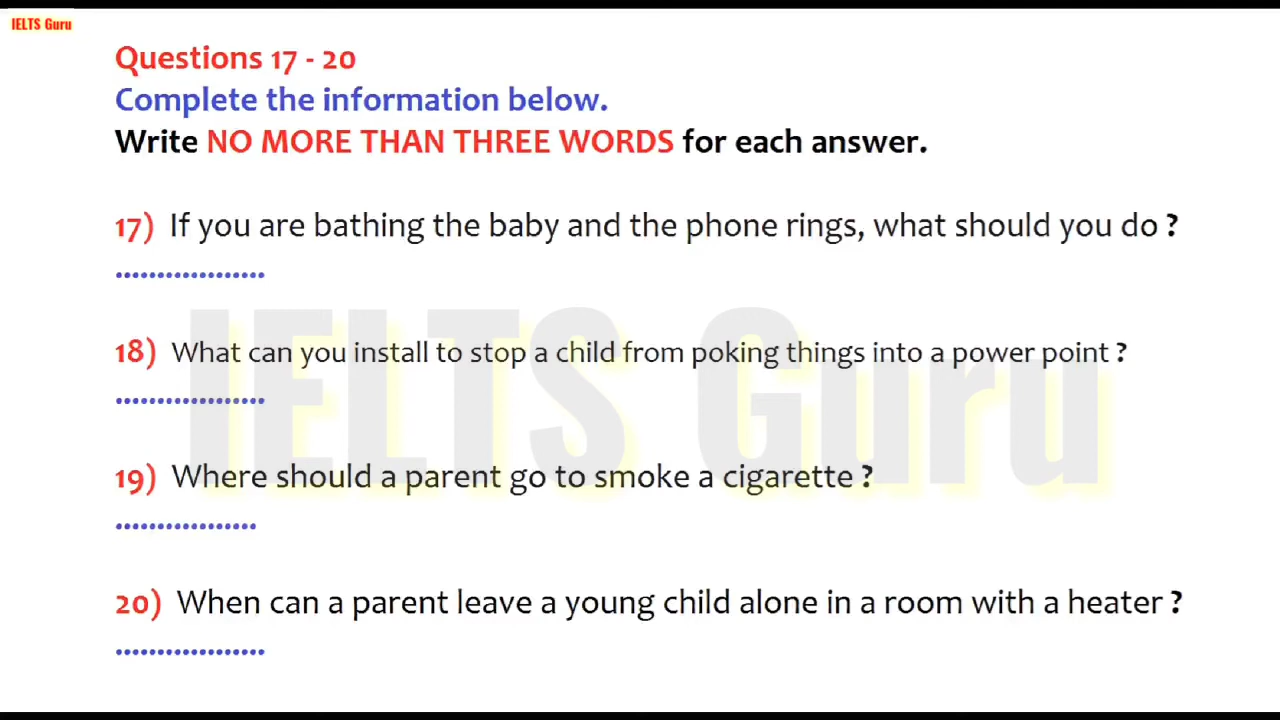 IELTS Guru
Questions 17 - 20
Complete the information below.
Write NO MORE THAN THREE WORDS for each answer.
17) If you are bathing the baby and the phone rings, what should you do ?
..................
18) What can you install to stop a child from poking things into a power point ?
..................
IELTS Guru
19) Where should a parent go to smoke a cigarette ?
.................
20) When can a parent leave a young child alone in a room with a heater ?
..................